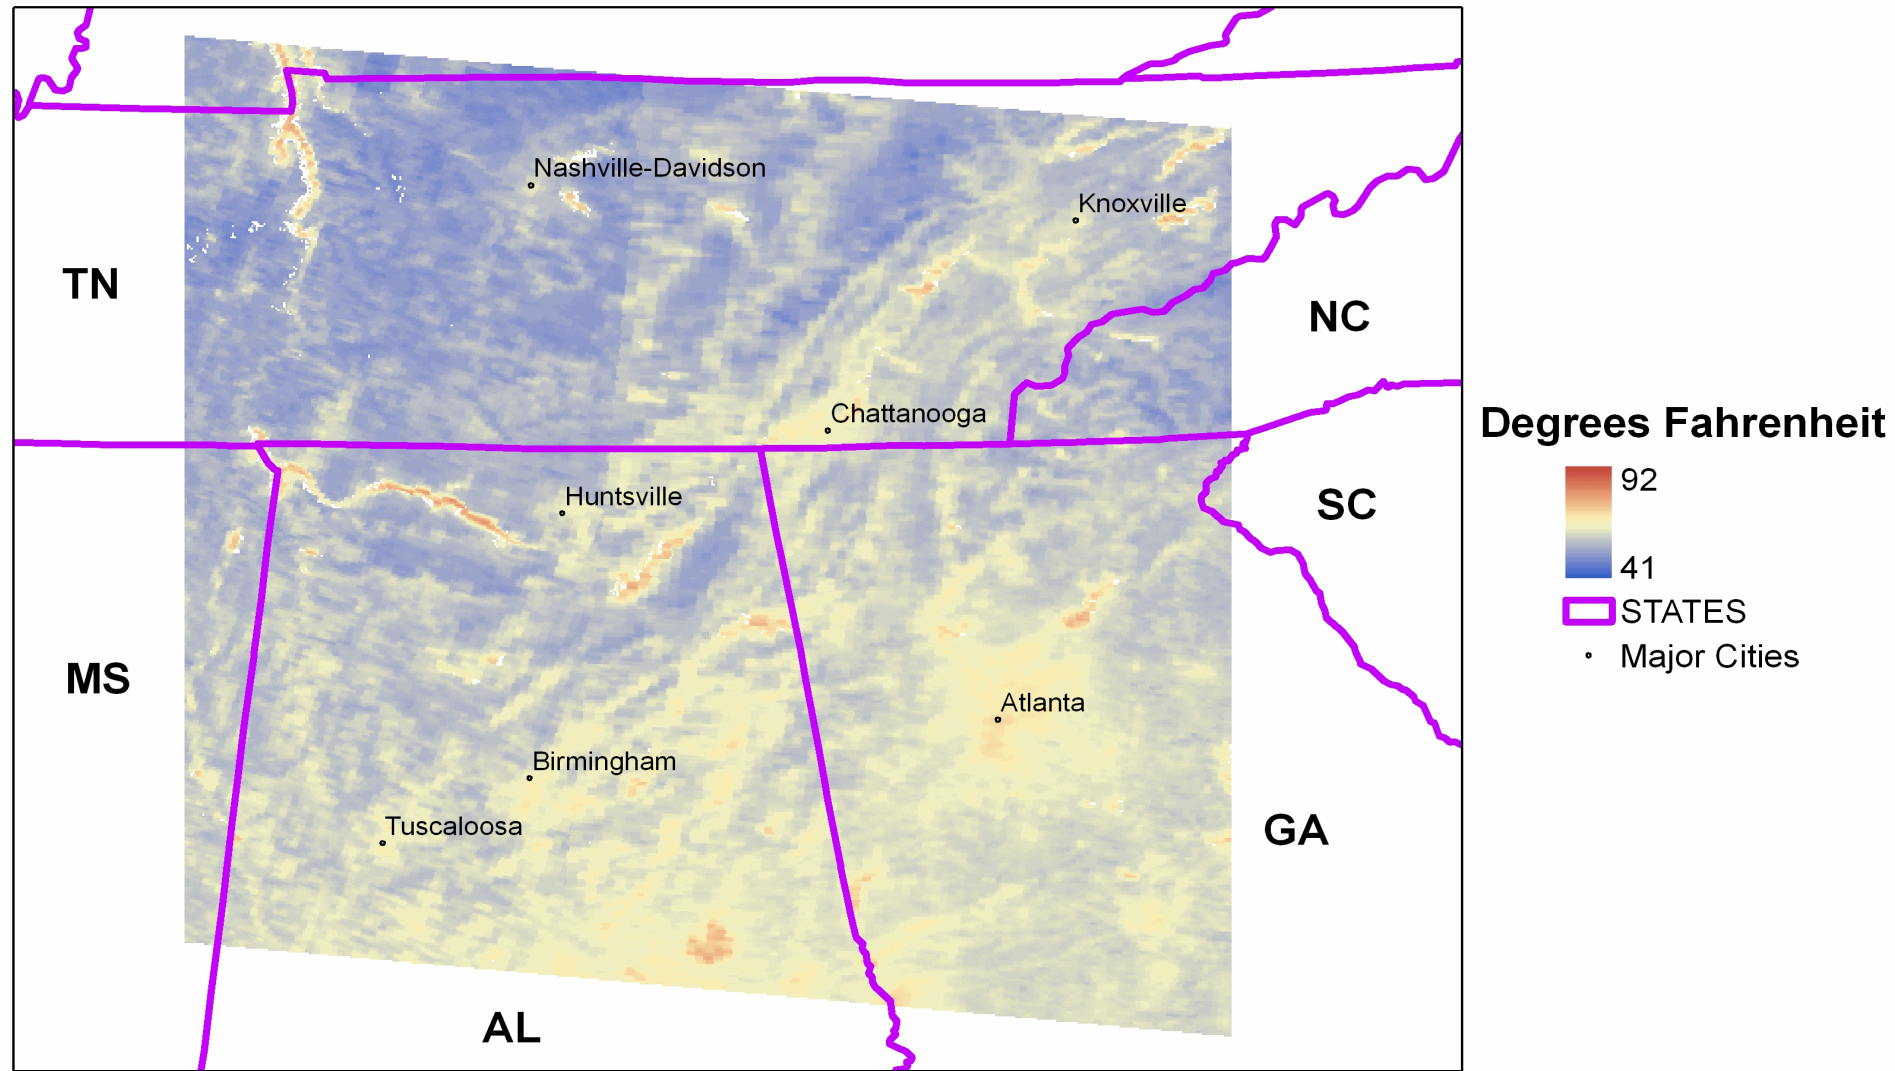 Nashville-Davidson
Knoxville
TN
NC
Chattanooga
Degrees Fahrenheit
92
Huntsville
SC
41
STATES
Major Cities
MS
Atlanta
Birmingham
Tuscaloosa
GA
AL